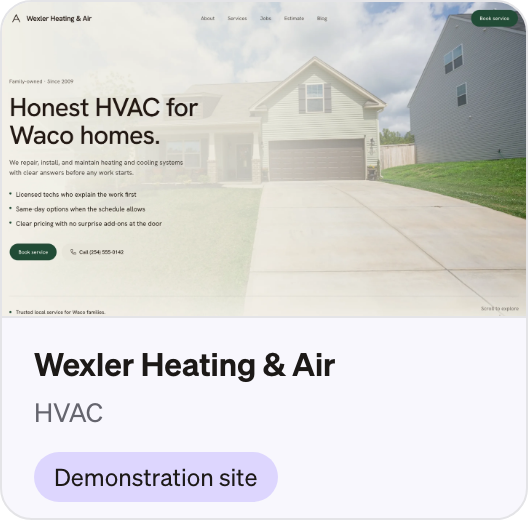 Wexler Heating & Air
About Services Jobs Estimate Blog
Book service
Family-owned · Since 2009
Honest HVAC for
Waco homes.
We repair, install, and maintain heating and cooling systems
with clear answers before any work starts.
Licensed techs who explain the work first
Same-day options when the schedule allows
Clear pricing with no surprise add-ons at the door
Book service
Call (254) 555-0142
Trusted local service for Waco families.
Scroll to explore
Wexler Heating & Air
HVAC
Demonstration site